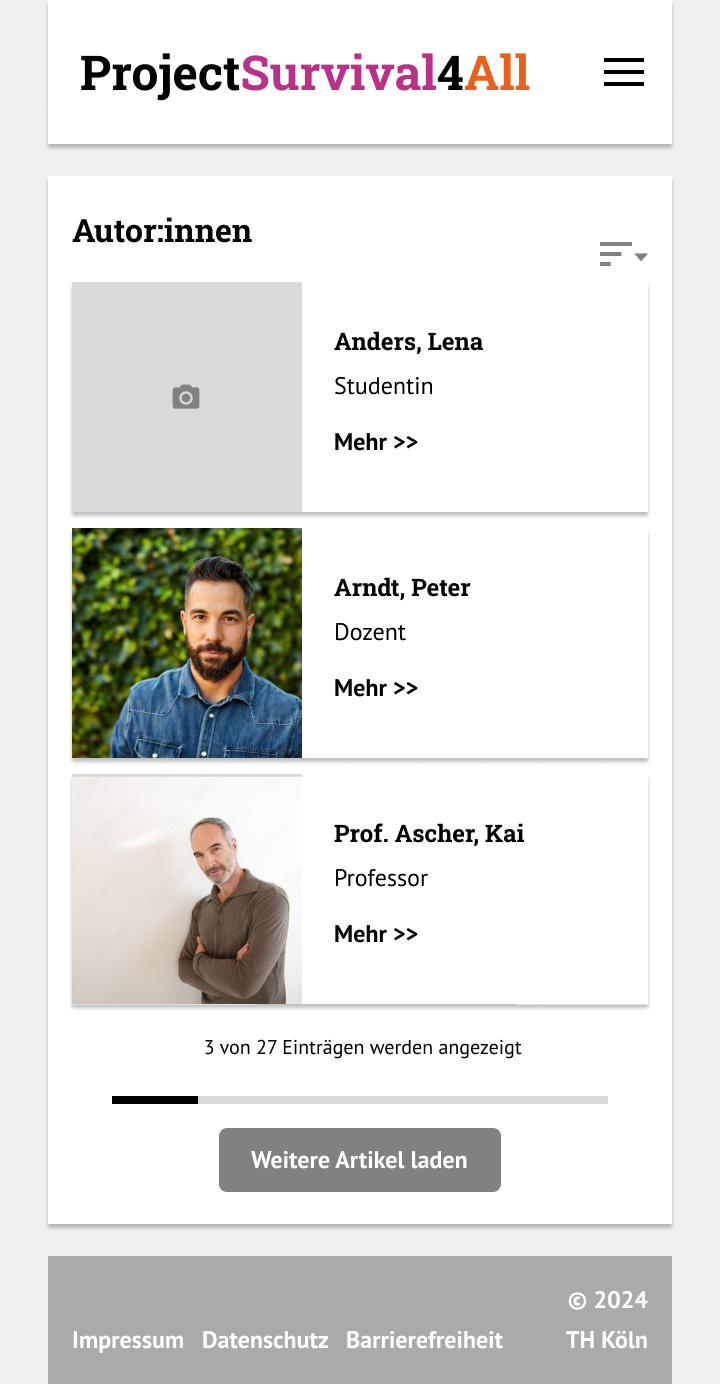 ProjectSurvival4All
Autor:innen
Anders, Lena
Studentin
Mehr >>
Arndt, Peter
Dozent
Mehr >>
Prof. Ascher, Kai
Professor
Mehr >>
3 von 27 Einträgen werden angezeigt
Weitere Artikel laden
© 2024
Impressum Datenschutz Barrierefreiheit TH Köln